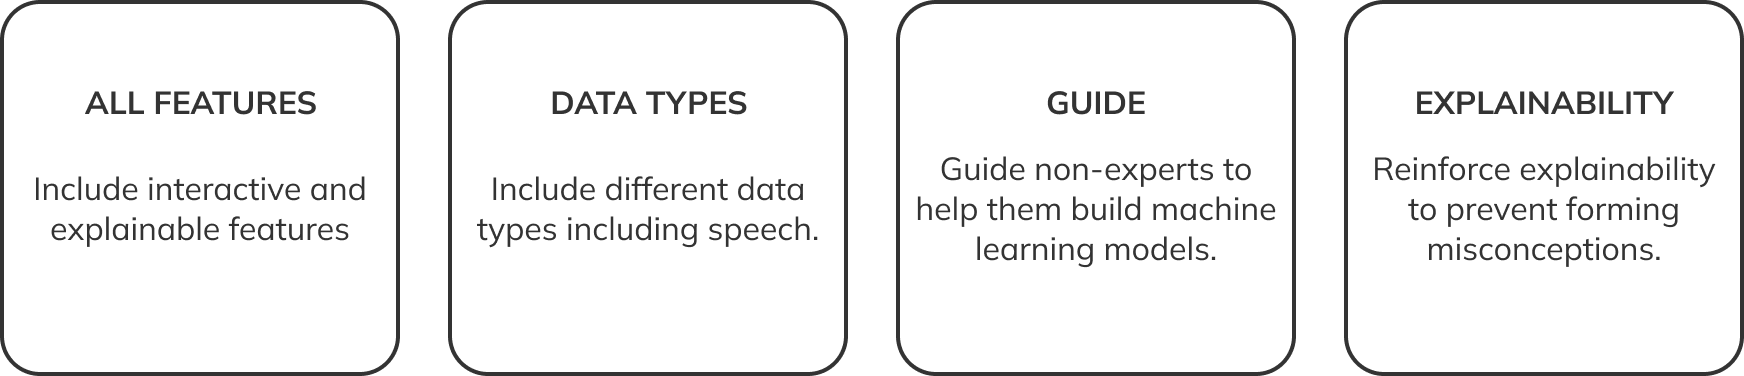 ALL FEATURES
Include interactive and
explainable features
DATA TYPES
Include different data
types including speech.
GUIDE
Guide non-experts to
help them build machine
learning models.
EXPLAINABILITY
Reinforce explainability
to prevent forming
misconceptions.